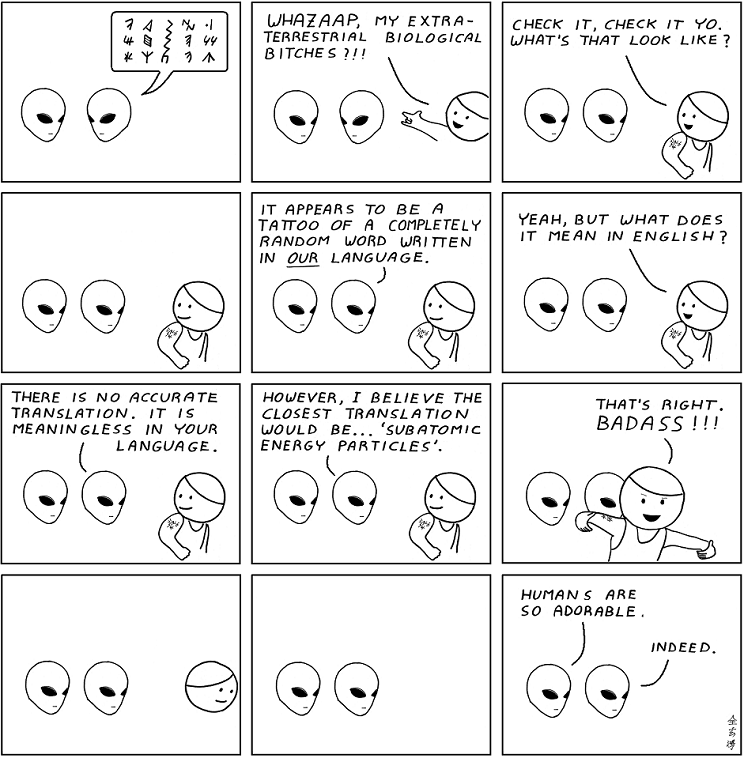 WHAZAAP, MY EXTRA-
TERRESTRIAL BIOLOGICAL
BITCHES?!!!
CHECK IT, CHECK IT YO.
WHAT'S THAT LOOK LIKE?
IT APPEARS TO BE A
TATTOO OF A COMPLETELY
RANDOM WORD WRITTEN
IN OUR LANGUAGE.
YEAH, BUT WHAT DOES
IT MEAN IN ENGLISH?
THERE IS NO ACCURATE
TRANSLATION. IT IS
MEANINGLESS IN YOUR
LANGUAGE.
HOWEVER, I BELIEVE THE
CLOSEST TRANSLATION
WOULD BE... 'SUBATOMIC
ENERGY PARTICLES'.
THAT'S RIGHT.
BADASS!!!
HUMANS ARE
SO ADORABLE.
INDEED.